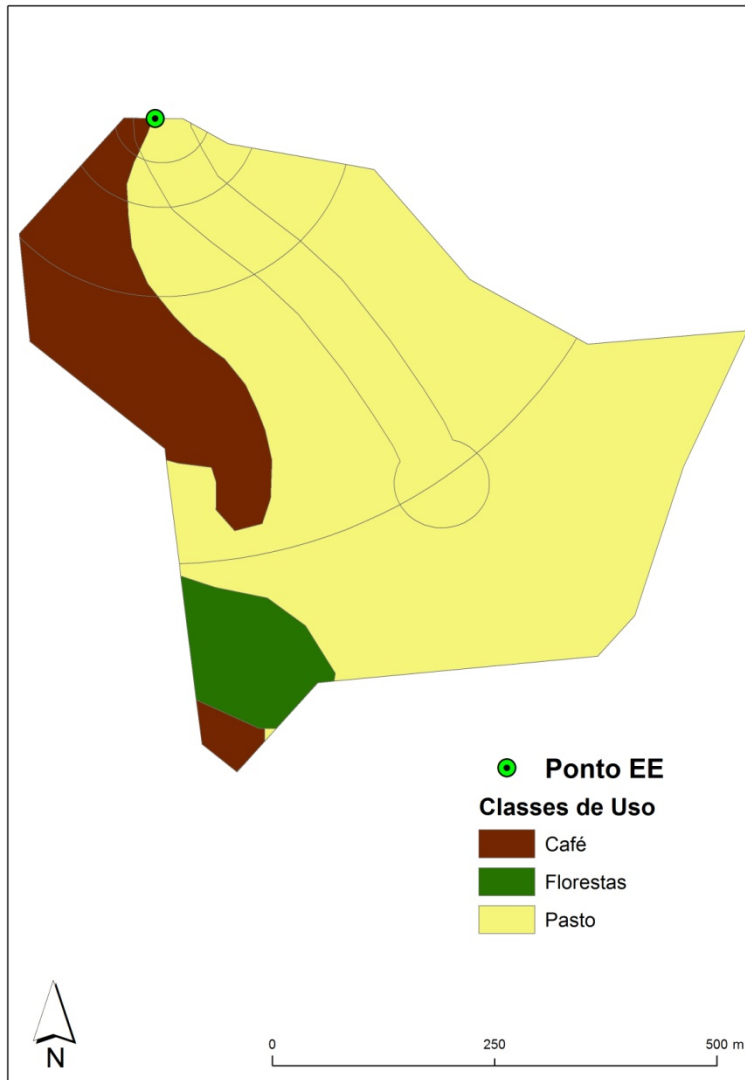 Ponto EE
Classes de Uso
Café
Florestas
Pasto
N
0 250 500 m